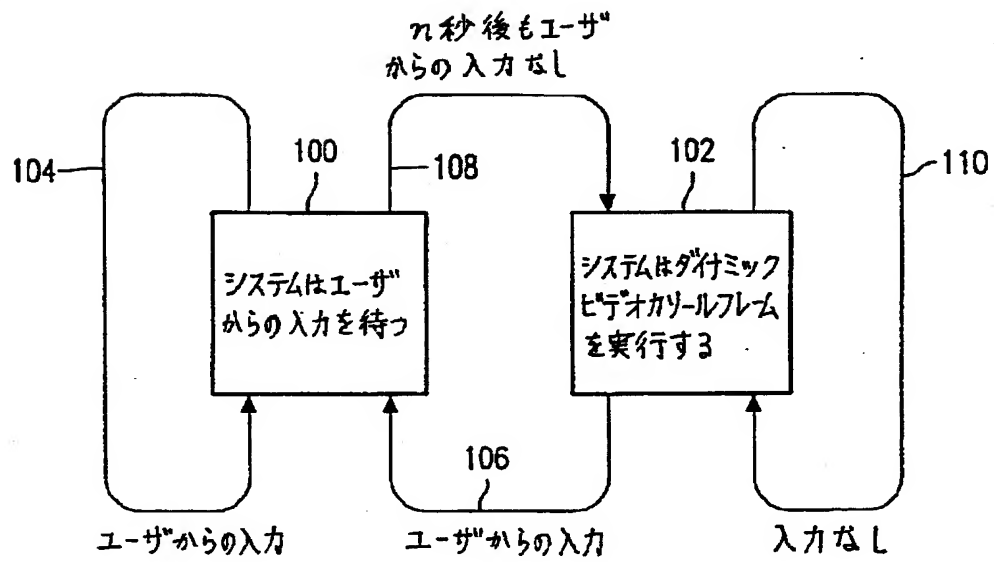 n秒後もユーザ
からの入力なし
104
100
108
102
110
システムはユーザ
からの入力を待つ
システムはダイナミック
ビデオカソールフレーム
を実行する
106
ユーザからの入力
ユーザからの入力
入力なし